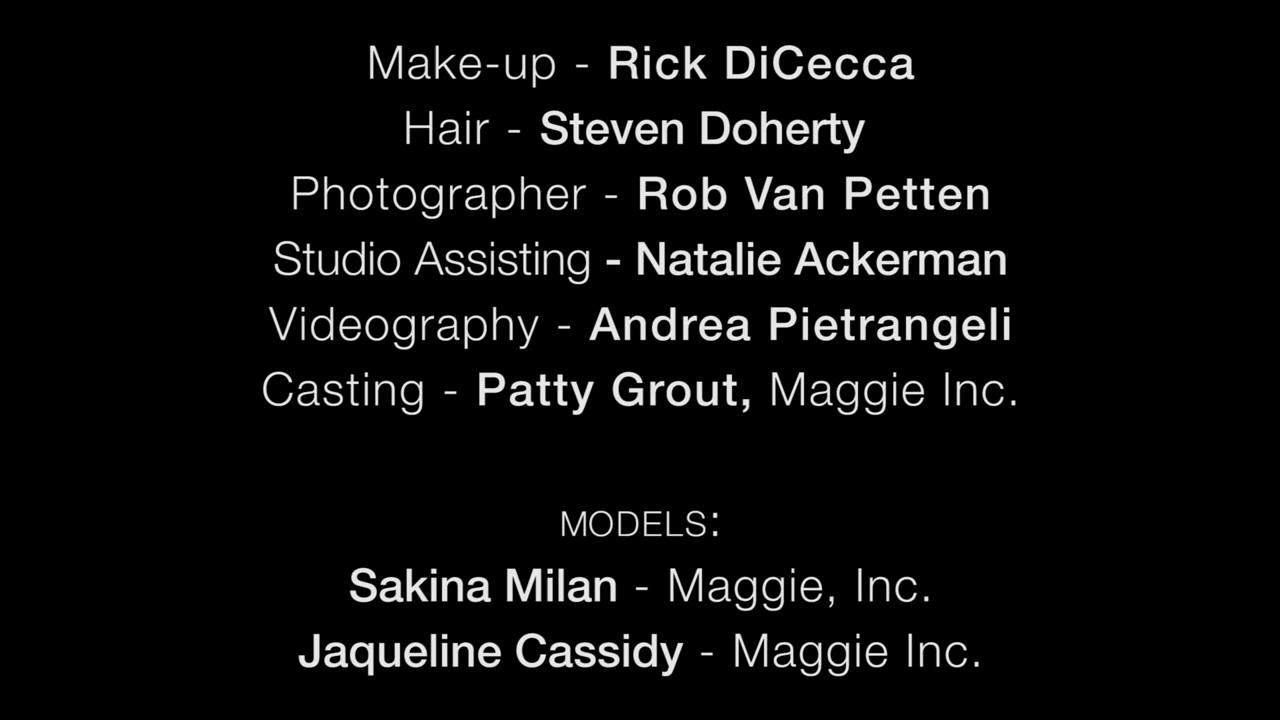 Make-up - Rick DiCecca
Hair - Steven Doherty
Photographer - Rob Van Petten
Studio Assisting - Natalie Ackerman
Videography - Andrea Pietrangeli
Casting - Patty Grout, Maggie Inc.
MODELS:
Sakina Milan - Maggie, Inc.
Jaqueline Cassidy - Maggie Inc.